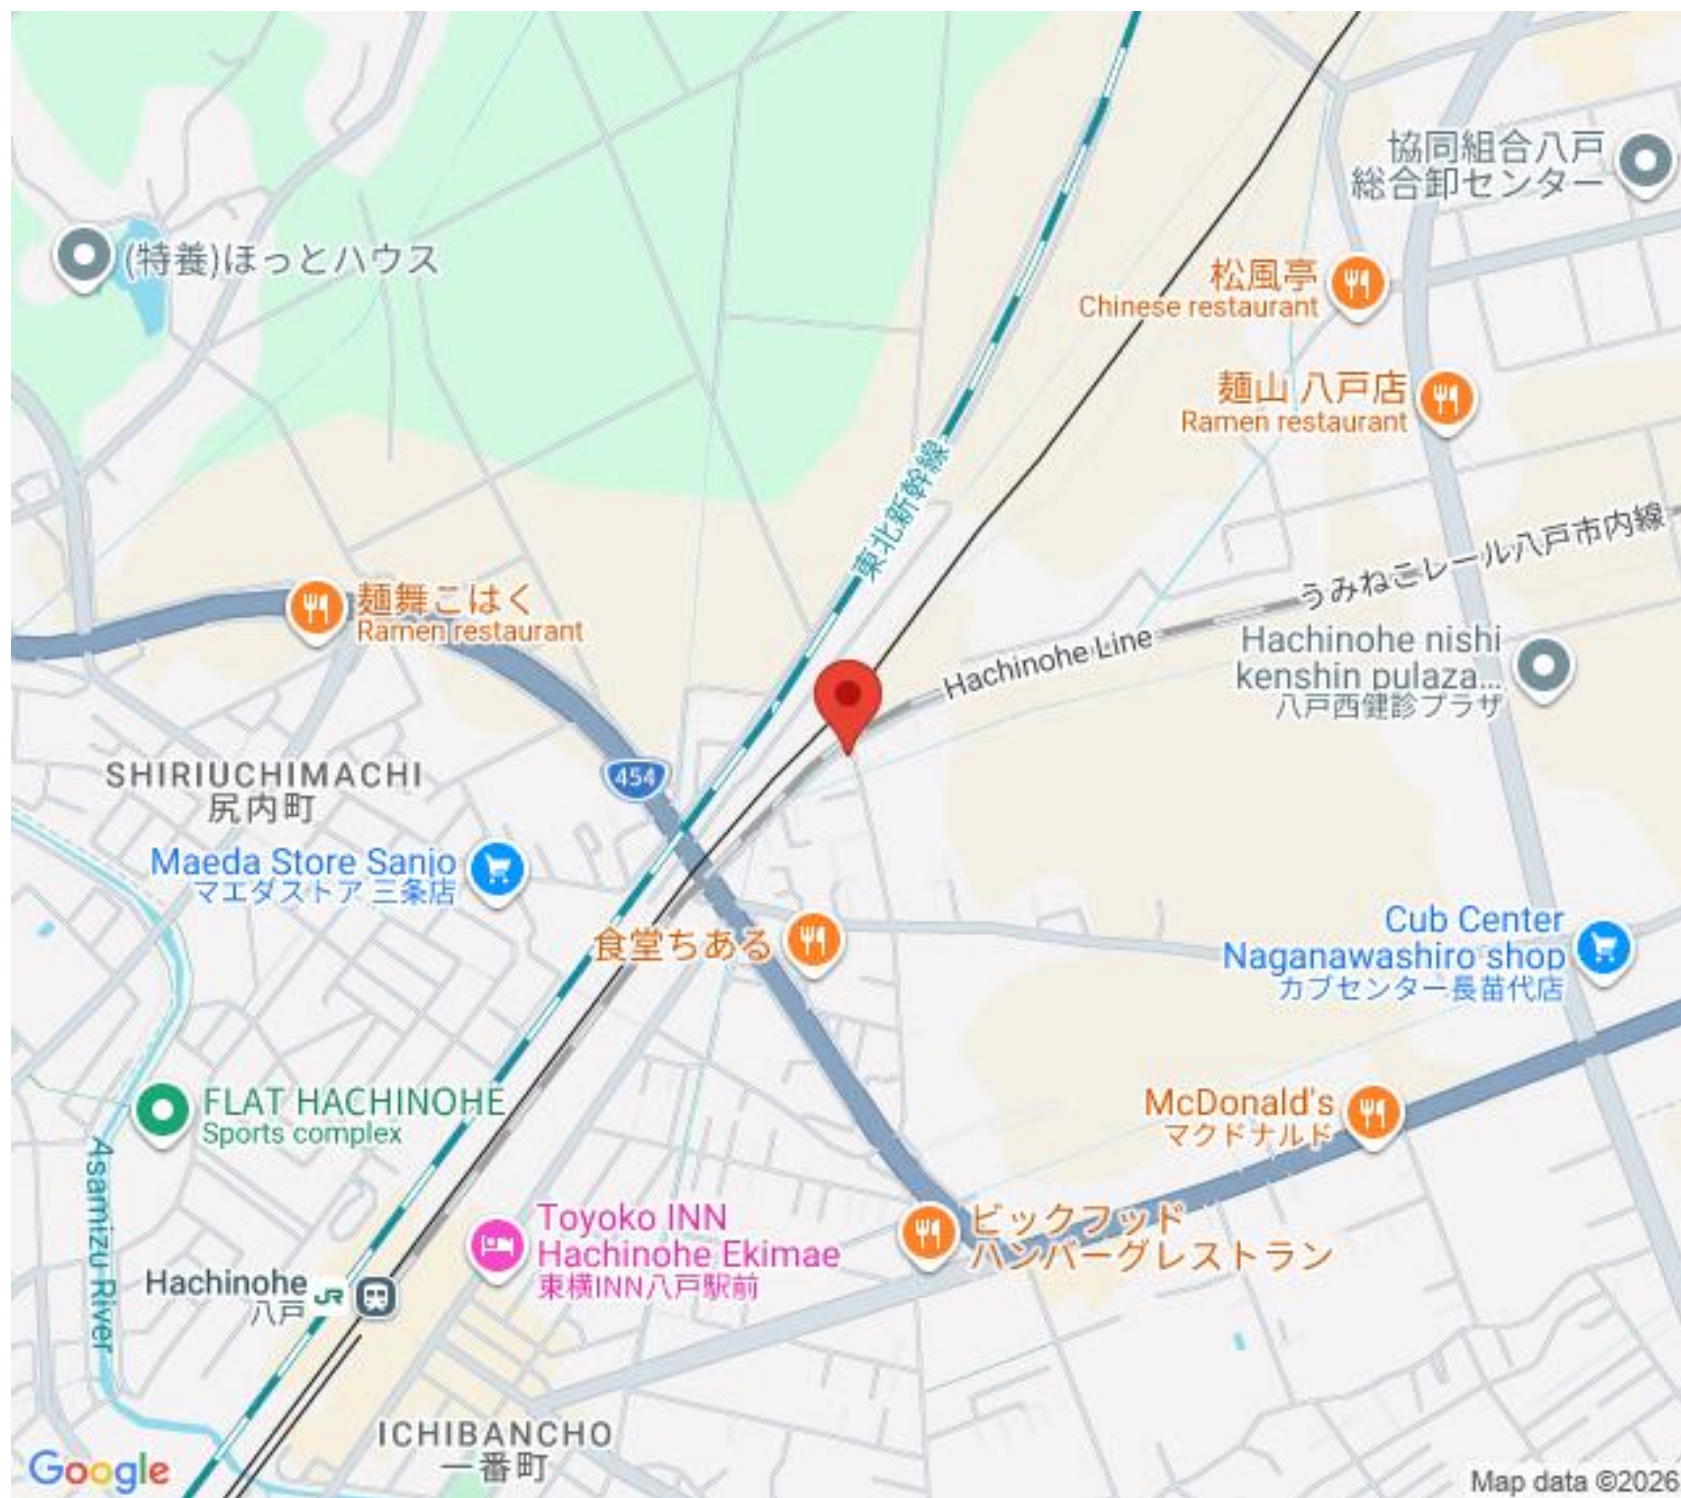 協同組合八戸
総合卸センター
(特養)ほっとハウス
松風亭
Chinese restaurant
麺山 八戸店
Ramen restaurant
東北新幹線
うみねこレール八戸市内線
麺舞こはく
Ramen restaurant
Hachinohe Line
Hachinohe nishi
kenshin pulaza...
八戸西健診プラザ
454
SHIRIUCHIMACHI
尻内町
Maeda Store Sanjo
マエダストア 三条店
食堂ちある
Cub Center
Naganawashiro shop
カブセンター長苗代店
FLAT HACHINOHE
Sports complex
McDonald's
マクドナルド
Asamizu River
Toyoko INN
Hachinohe Ekimae
東横INN八戸駅前
ビックフッド
ハンバーグレストラン
Hachinohe
八戸
JR
ICHIBANCHO
一番町
Google
Map data ©2026